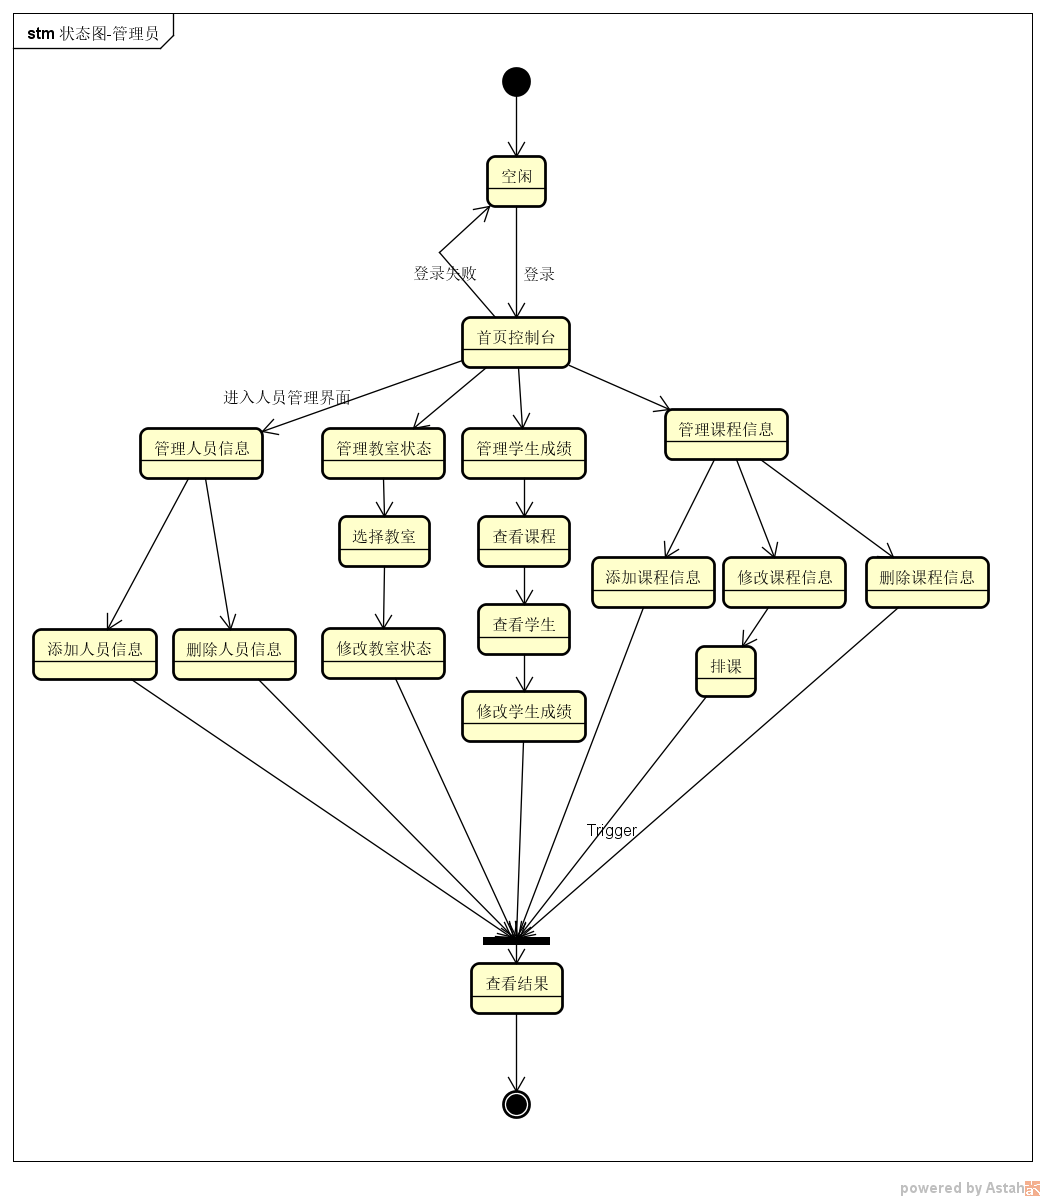 stm 状态图-管理员
空闲
登录失败
登录
首页控制台
进入人员管理界面
管理人员信息
管理教室状态
管理学生成绩
管理课程信息
选择教室
查看课程
添加课程信息
修改课程信息
删除课程信息
查看学生
添加人员信息
删除人员信息
修改教室状态
排课
修改学生成绩
Trigger
查看结果
powered by Astah